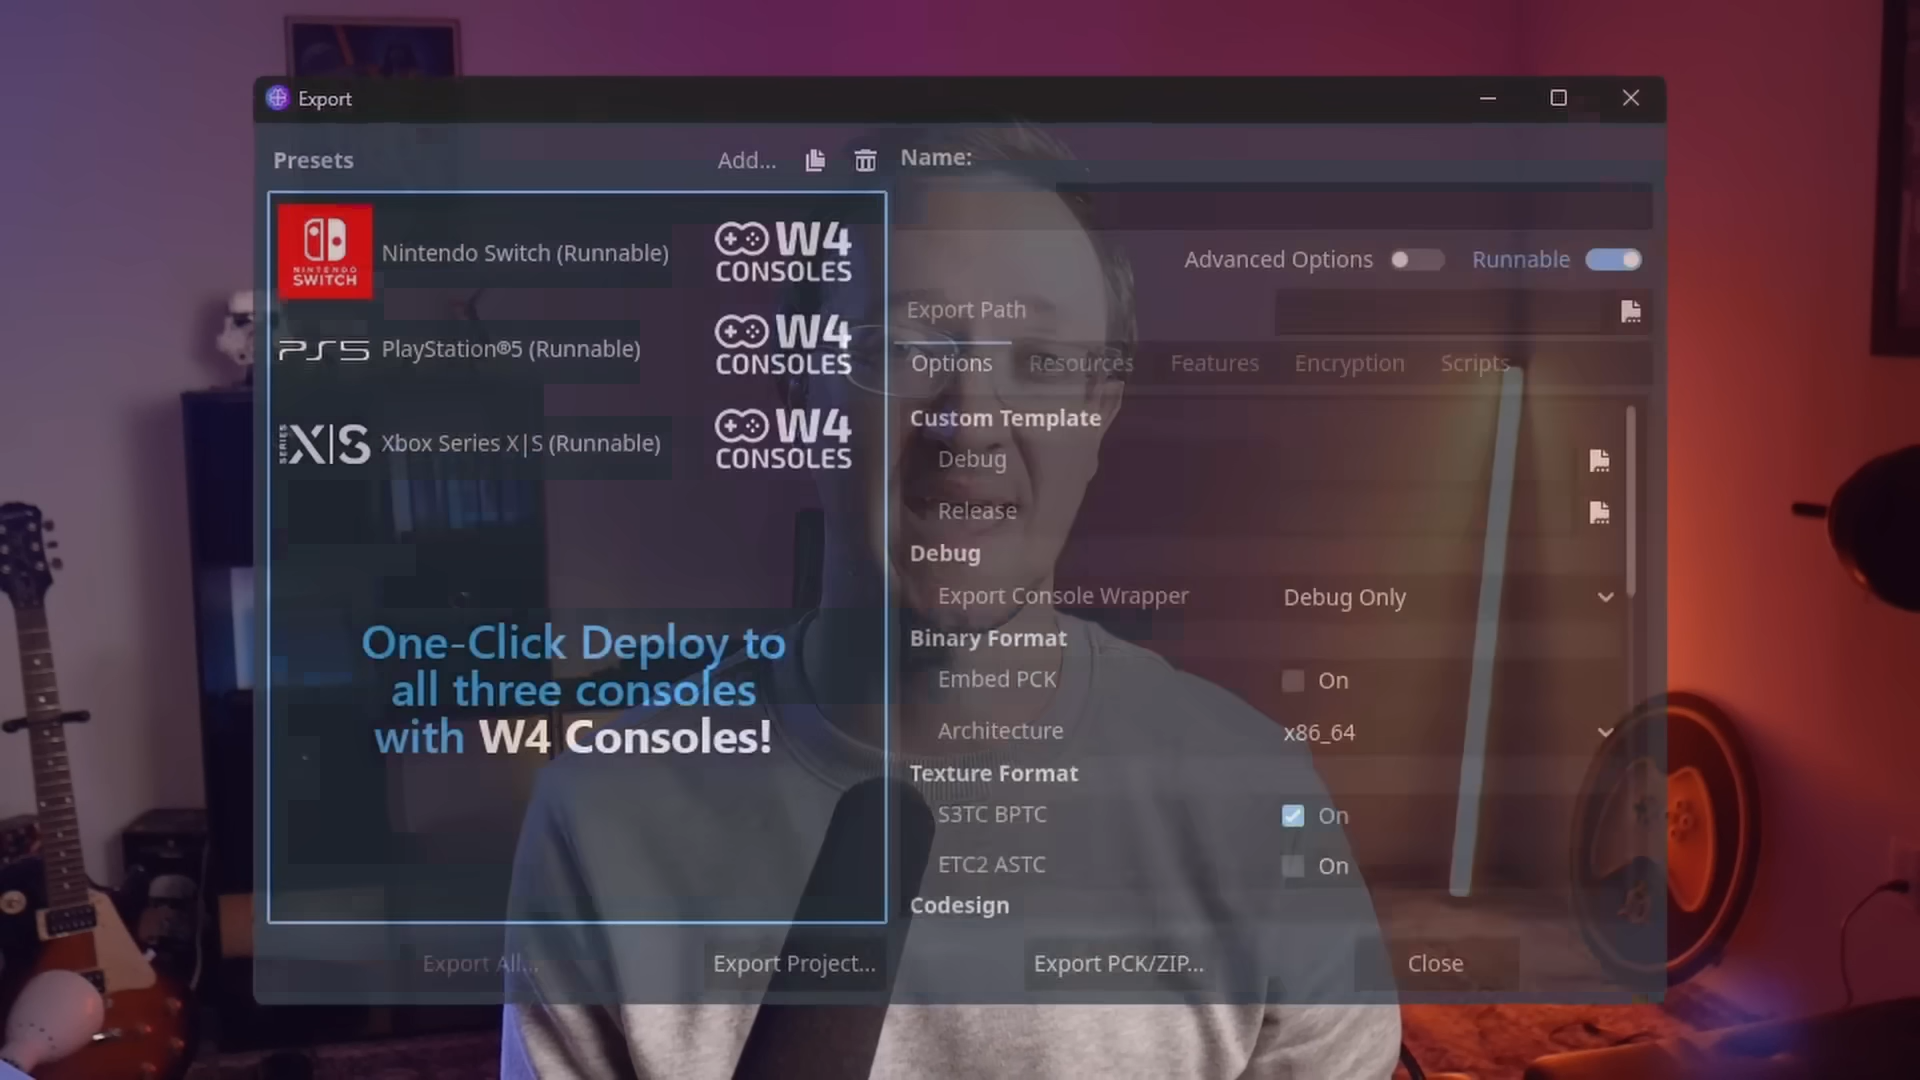 Export
Presets
Add...
Name:
NINTENDO
SWITCH
Nintendo Switch (Runnable)
W4
CONSOLES
PS5
PlayStation®5 (Runnable)
W4
CONSOLES
SERIES
X|S
Xbox Series X|S (Runnable)
W4
CONSOLES
One-Click Deploy to
all three consoles
with W4 Consoles!
Advanced Options
Runnable
Export Path
Options Resources Features Encryption Scripts
Custom Template
Debug
Release
Debug
Export Console Wrapper Debug Only
Binary Format
Embed PCK On
Architecture x86_64
Texture Format
S3TC BPTC On
ETC2 ASTC On
Codesign
Export All... Export Project... Export PCK/ZIP... Close